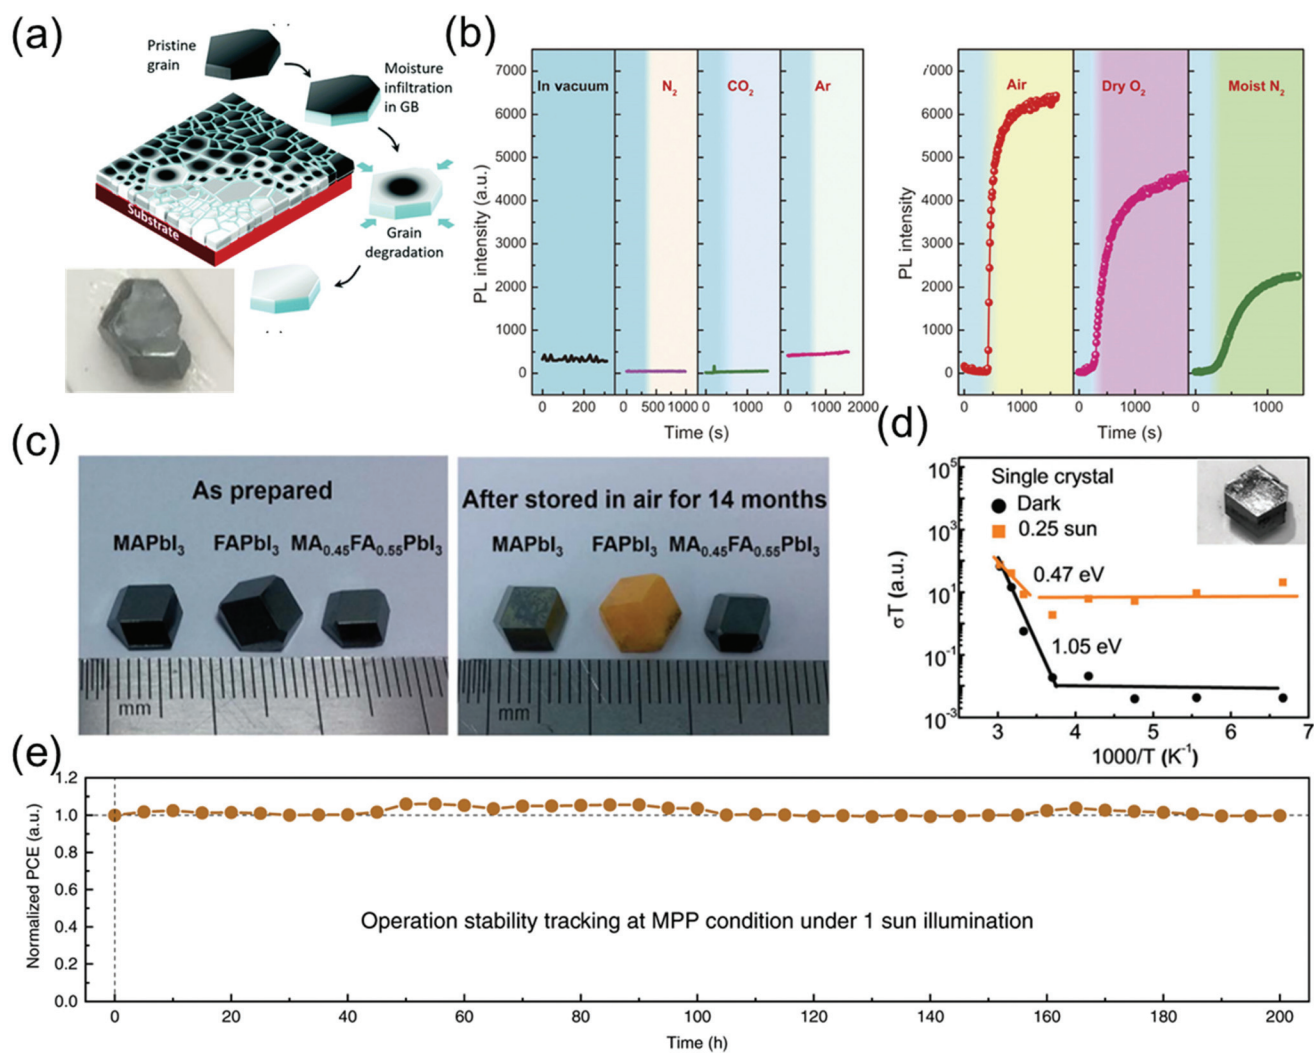 (a)
Pristine
grain
Moisture
infiltration
in GB
Grain
degradation
Substrate
(b)
7000
6000
5000
4000
3000
2000
1000
0
PL intensity (a.u.)
In vacuum
N2
CO2
Ar
0 200 0 500 1000 0 1000 0 1000 2000
Time (s)
7000
6000
5000
4000
3000
2000
1000
0
PL intensity
Air
Dry O2
Moist N2
0 1000 0 1000 0 1000
Time (s)
(c)
As prepared
MAPbI3 FAPbI3 MA0.45FA0.55PbI3
mm
After stored in air for 14 months
MAPbI3 FAPbI3 MA0.45FA0.55PbI3
mm
(d)
10^5
10^3
10^1
10^-1
10^-3
σT (a.u.)
Single crystal
Dark
0.25 sun
0.47 eV
1.05 eV
3 4 5 6 7
1000/T (K^-1)
(e)
1.2
1.0
0.8
0.6
0.4
0.2
0.0
Normalized PCE (a.u.)
Operation stability tracking at MPP condition under 1 sun illumination
0 20 40 60 80 100 120 140 160 180 200
Time (h)